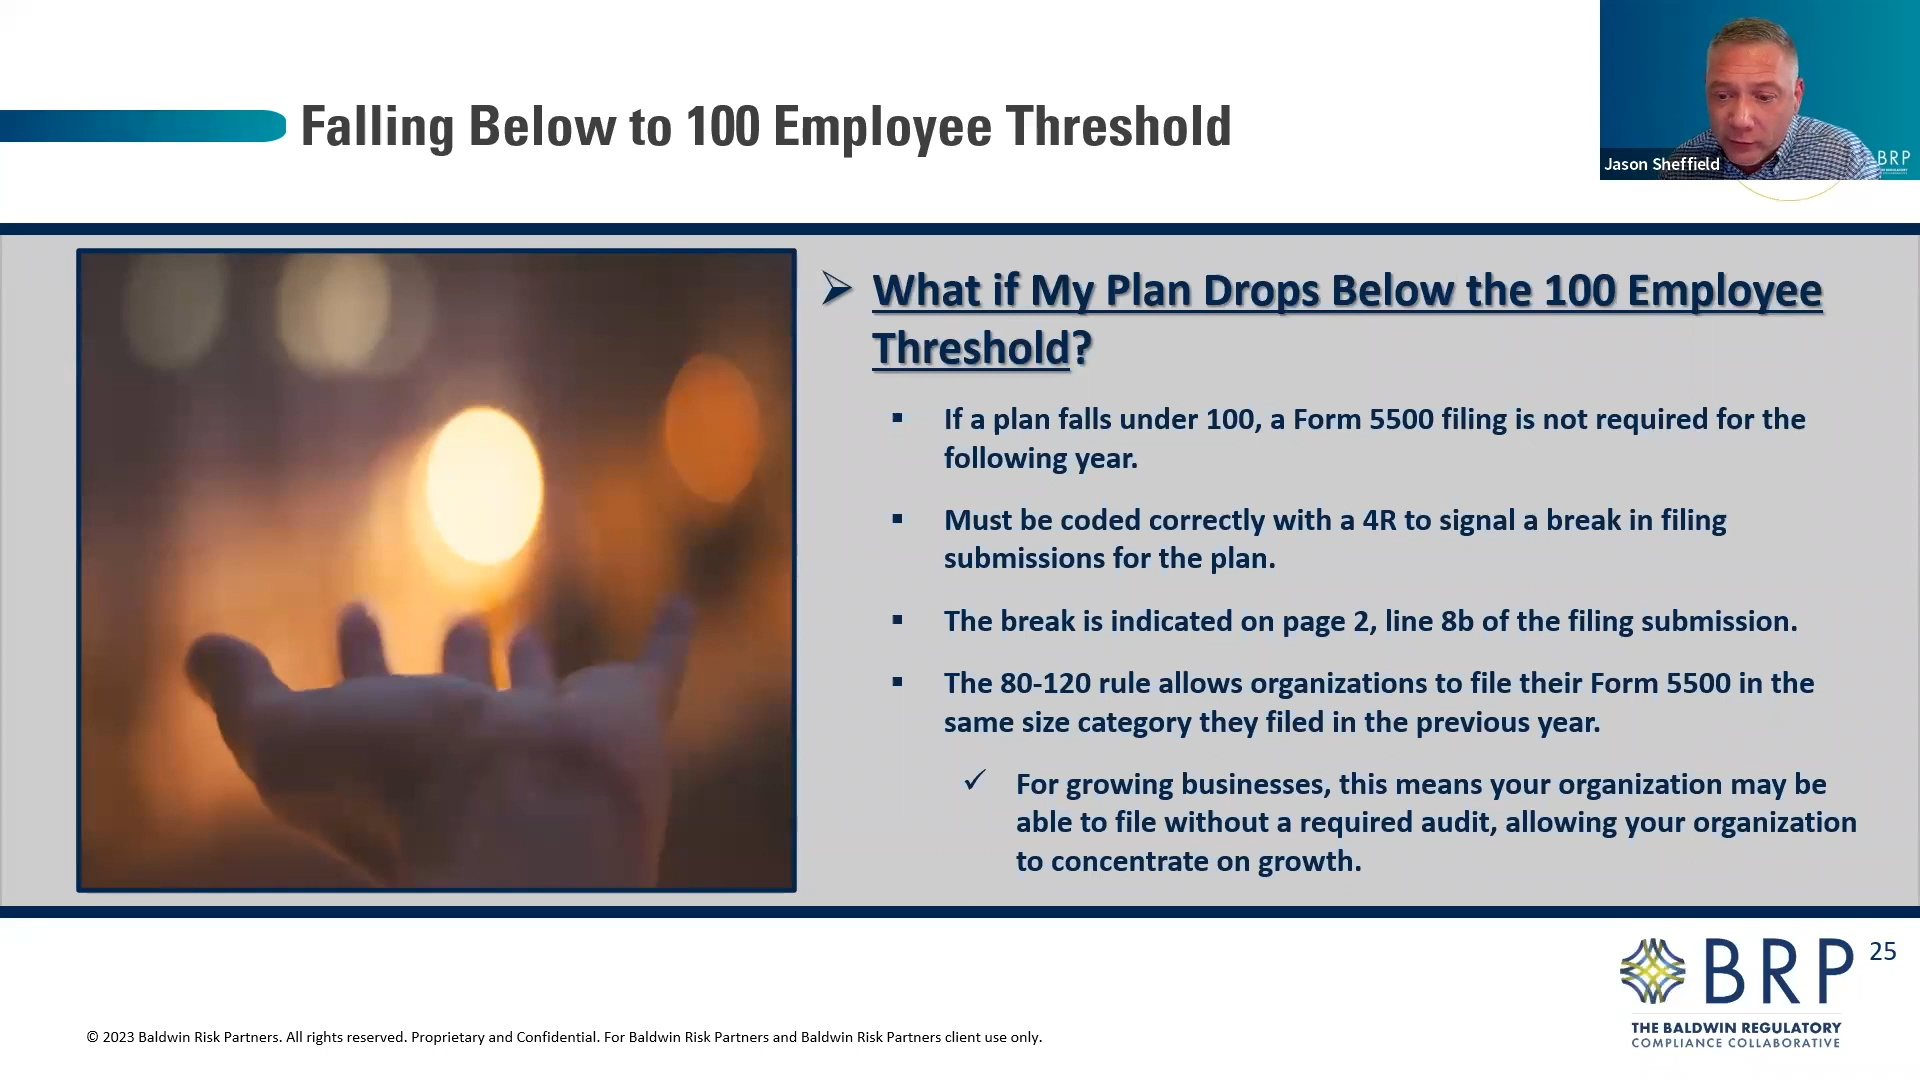 Falling Below to 100 Employee Threshold
Jason Sheffield
BRP
What if My Plan Drops Below the 100 Employee
Threshold?
If a plan falls under 100, a Form 5500 filing is not required for the
following year.
Must be coded correctly with a 4R to signal a break in filing
submissions for the plan.
The break is indicated on page 2, line 8b of the filing submission.
The 80-120 rule allows organizations to file their Form 5500 in the
same size category they filed in the previous year.
For growing businesses, this means your organization may be
able to file without a required audit, allowing your organization
to concentrate on growth.
BRP
25
THE BALDWIN REGULATORY
COMPLIANCE COLLABORATIVE
© 2023 Baldwin Risk Partners. All rights reserved. Proprietary and Confidential. For Baldwin Risk Partners and Baldwin Risk Partners client use only.